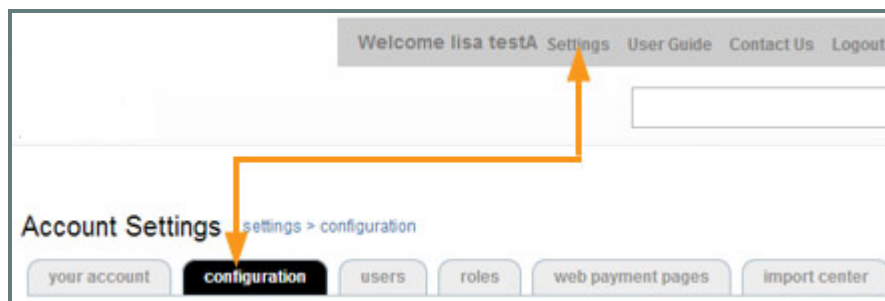 Welcome lisa testA Settings User Guide Contact Us Logout
Account Settings settings > configuration
your account configuration users roles web payment pages import center